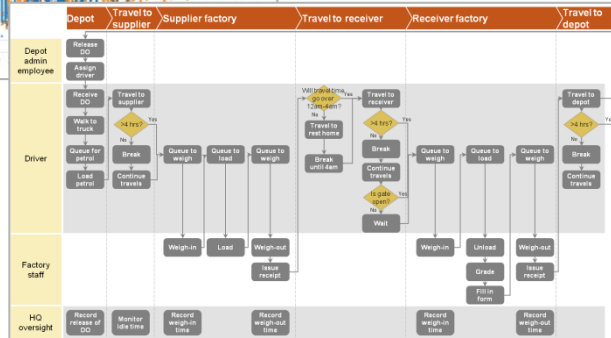 Depot
Travel to
supplier
Supplier factory
Travel to receiver
Receiver factory
Travel to
depot
Depot
admin
employee
Release
DO
Assign
driver
Driver
Receive
DO
Walk to
truck
Queue for
petrol
Load
petrol
Travel to
supplier
>4 hrs?
Yes
No
Break
Continue
travels
Queue to
weigh
Queue to
load
Queue to
weigh
Will travel time
go over
12am-4am?
Yes
No
Travel to
rest home
Break
until 4am
Travel to
receiver
>4 hrs?
Yes
No
Break
Continue
travels
Is gate
open?
Yes
No
Wait
Queue to
weigh
Queue to
load
Queue to
weigh
Travel to
depot
>4 hrs?
Yes
No
Break
Continue
travels
Factory
staff
Weigh-in
Load
Weigh-out
Issue
receipt
Weigh-in
Unload
Grade
Fill in
form
Weigh-out
Issue
receipt
HQ
oversight
Record
release of
DO
Monitor
idle time
Record
weigh-in
time
Record
weigh-out
time
Record
weigh-in
time
Record
weigh-out
time